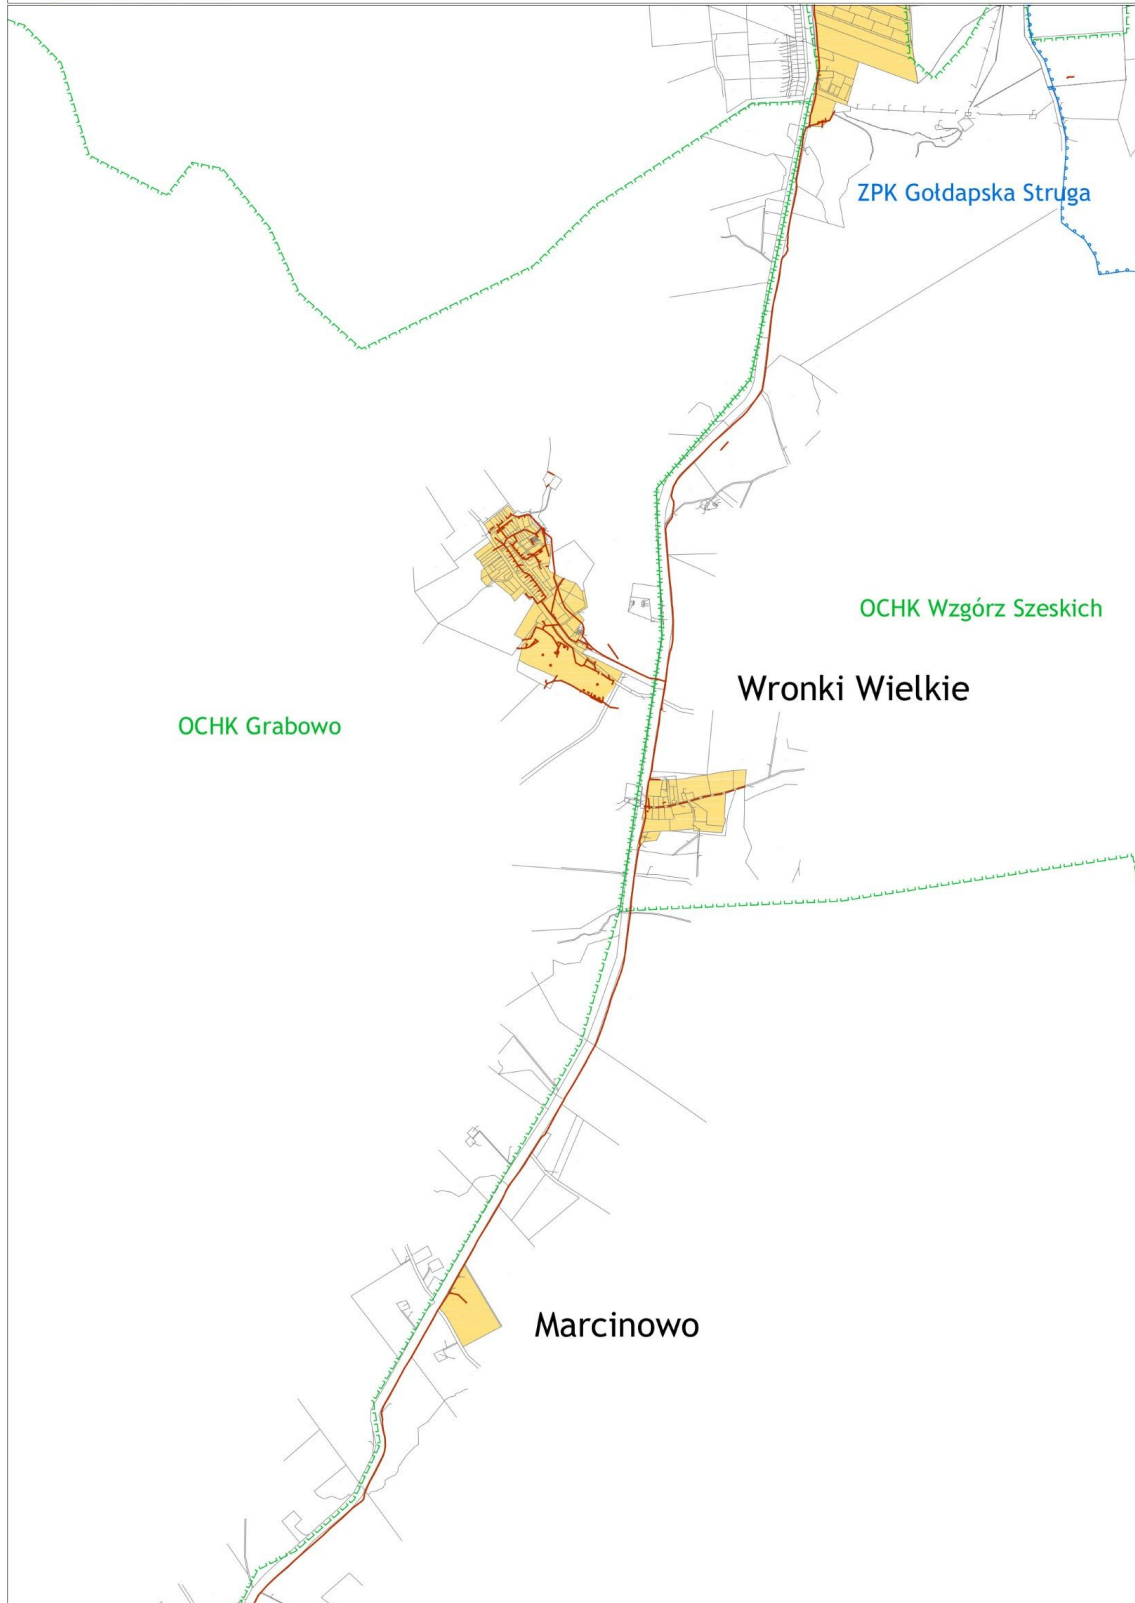 ZPK Gołdapska Struga
OCHK Wzgórz Szeskich
Wronki Wielkie
OCHK Grabowo
Marcinowo